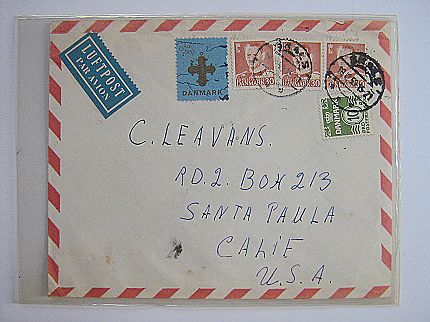 LUFTPOST
PAR AVION
DANMARK
DANMARK
C. LEAVANS.
RD.2. BOX 213
SANTA PAULA
CALIF
U.S.A.